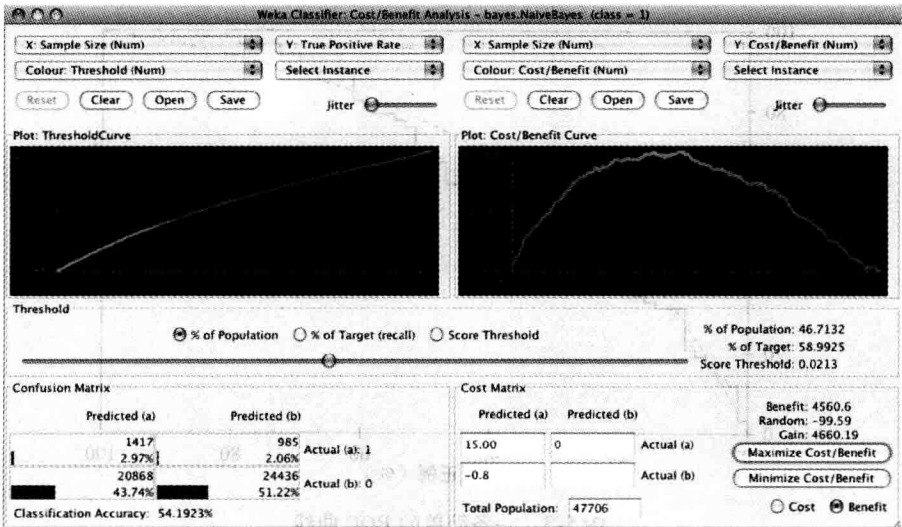 Weka Classifier: Cost/Benefit Analysis - bayes.NaiveBayes (class = 1)
X: Sample Size (Num)
Y: True Positive Rate
X: Sample Size (Num)
Y: Cost/Benefit (Num)
Colour: Threshold (Num)
Select Instance
Colour: Cost/Benefit (Num)
Select Instance
Reset
Clear
Open
Save
Jitter
Reset
Clear
Open
Save
Jitter
Plot: ThresholdCurve
Plot: Cost/Benefit Curve
Threshold
% of Population
% of Target (recall)
Score Threshold
% of Population: 46.7132
% of Target: 58.9925
Score Threshold: 0.0213
Confusion Matrix
Predicted (a)
Predicted (b)
1417
985
Actual (a): 1
2.97%
2.06%
20868
24436
Actual (b): 0
43.74%
51.22%
Classification Accuracy: 54.1923%
Cost Matrix
Predicted (a)
Predicted (b)
15.00
0
Actual (a)
-0.8
Actual (b)
Total Population: 47706
Benefit: 4560.6
Random: -99.59
Gain: 4660.19
Maximize Cost/Benefit
Minimize Cost/Benefit
Cost
Benefit